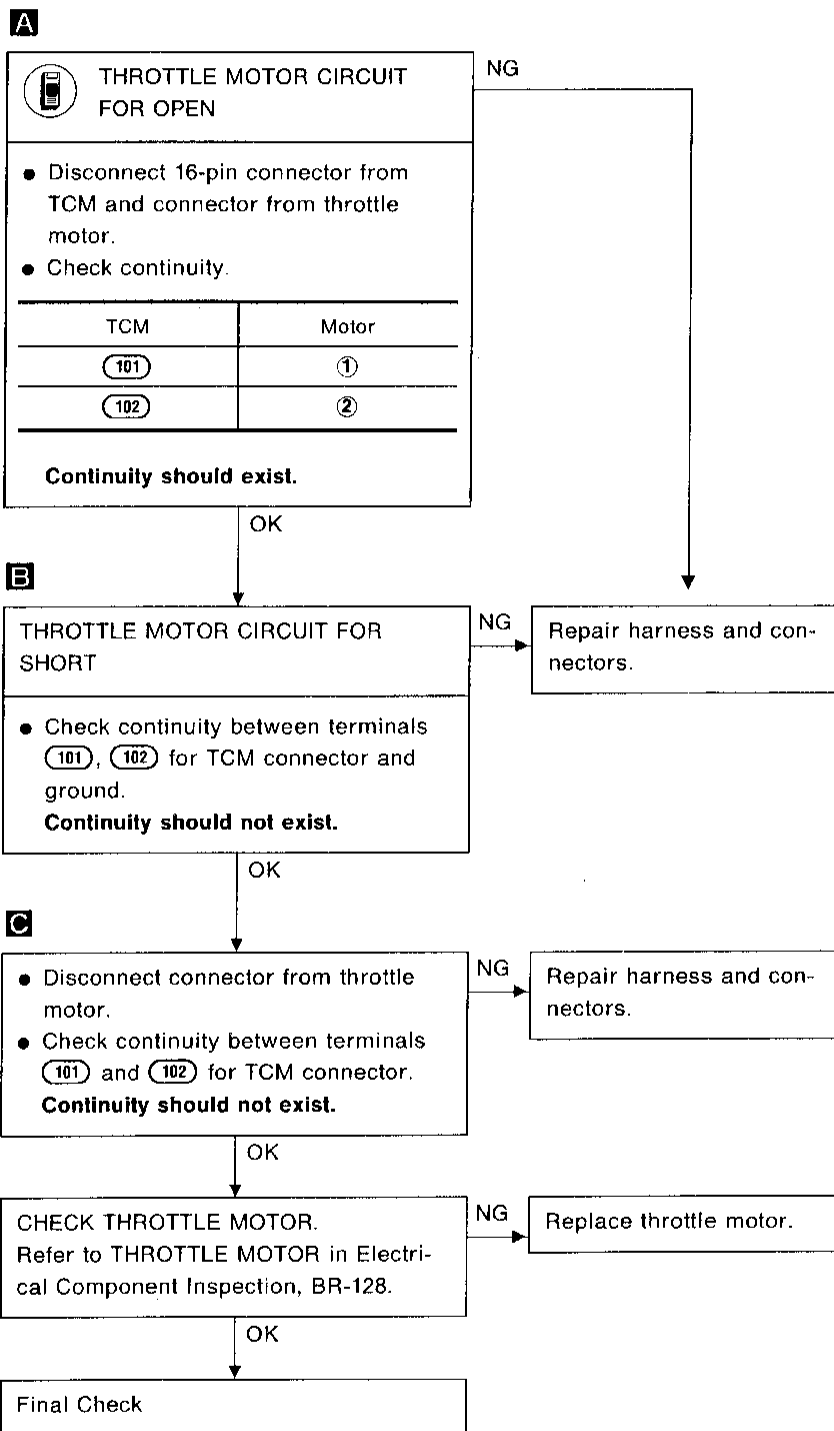 A
THROTTLE MOTOR CIRCUIT
FOR OPEN
NG
● Disconnect 16-pin connector from
TCM and connector from throttle
motor.
● Check continuity.
TCM Motor
101 1
102 2
Continuity should exist.
OK
B
THROTTLE MOTOR CIRCUIT FOR
SHORT
NG
Repair harness and con-
nectors.
● Check continuity between terminals
101, 102 for TCM connector and
ground.
Continuity should not exist.
OK
C
● Disconnect connector from throttle
motor.
● Check continuity between terminals
101 and 102 for TCM connector.
Continuity should not exist.
NG
Repair harness and con-
nectors.
OK
CHECK THROTTLE MOTOR.
Refer to THROTTLE MOTOR in Electri-
cal Component Inspection, BR-128.
NG
Replace throttle motor.
OK
Final Check